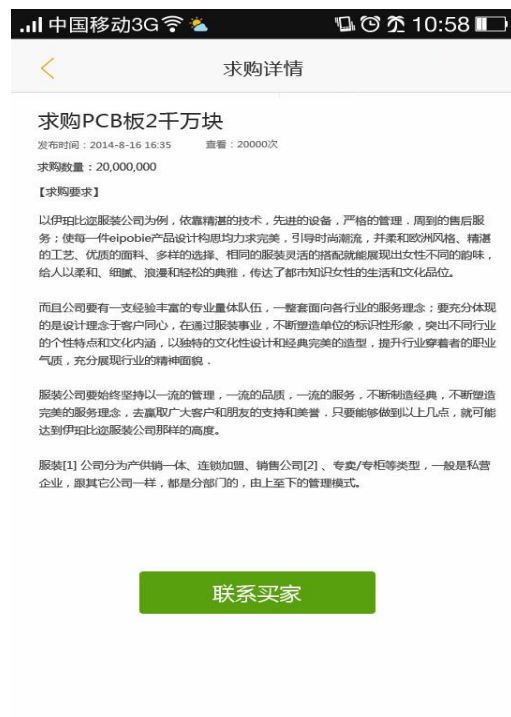 中国移动3G 10:58
求购详情
求购PCB板2千万块
发布时间：2014-8-16 16:35 查看：20000次
求购数量：20,000,000
【求购要求】
以伊珀比迩服装公司为例，依靠精湛的技术，先进的设备，严格的管理．周到的售后服
务；使每一件eipobie产品设计构思均力求完美，引导时尚潮流，并柔和欧洲风格、精湛
的工艺、优质的面料、多样的选择、相同的服装灵活的搭配就能展现出女性不同的韵味，
给人以柔和、细腻、浪漫和轻松的典雅，传达了都市知识女性的生活和文化品位。
而且公司要有一支经验丰富的专业量体队伍，一整套面向各行业的服务理念；要充分体现
的是设计理念于客户同心，在通过服装事业，不断塑造单位的标识性形象，突出不同行业
的个性特点和文化内涵，以独特的文化性设计和经典完美的造型，提升行业穿着者的职业
气质，充分展现行业的精神面貌．
服装公司要始终坚持以一流的管理，一流的品质，一流的服务，不断制造经典，不断塑造
完美的服务理念，去赢取广大客户和朋友的支持和美誉．只要能够做到以上几点，就可能
达到伊珀比迩服装公司那样的高度。
服装[1] 公司分为产供销一体、连锁加盟、销售公司[2] 、专卖/专柜等类型，一般是私营
企业，跟其它公司一样，都是分部门的，由上至下的管理模式。
联系买家